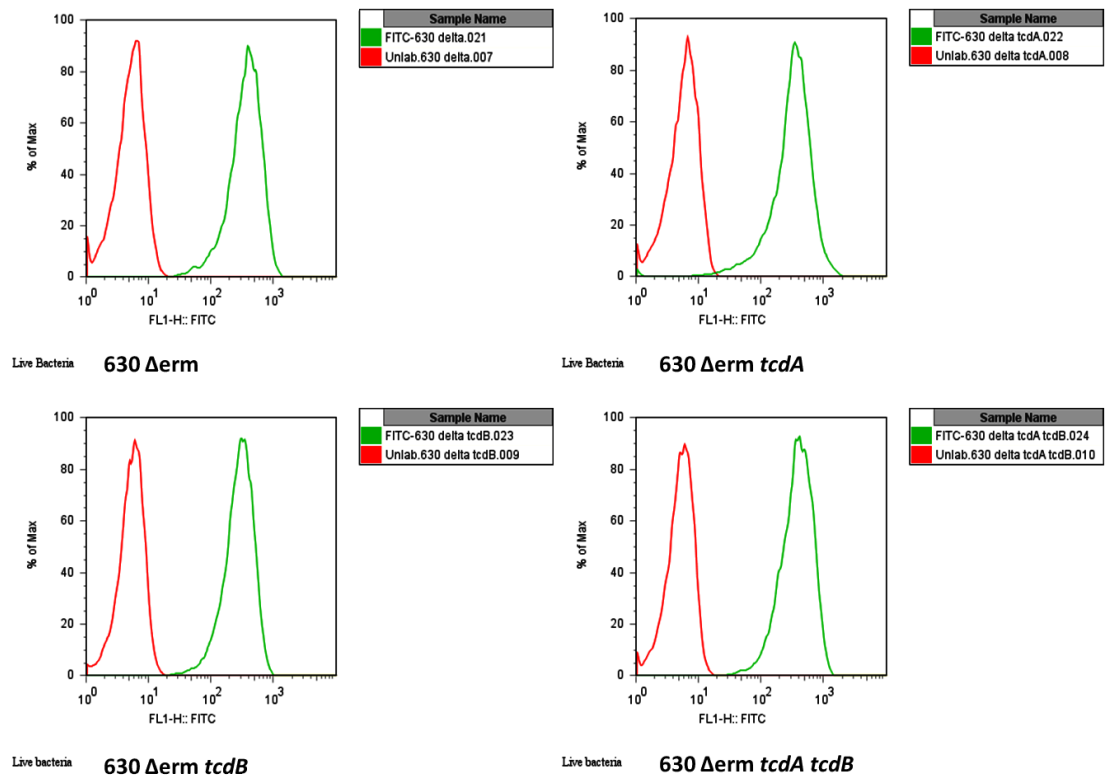 Sample Name
FITC-630 delta.021
Unlab.630 delta.007
% of Max
100
80
60
40
20
0
10^0 10^1 10^2 10^3
FL1-H:: FITC
Live Bacteria 630 Δerm
Sample Name
FITC-630 delta tcdA.022
Unlab.630 delta tcdA.008
% of Max
100
80
60
40
20
0
10^0 10^1 10^2 10^3
FL1-H:: FITC
Live Bacteria 630 Δerm tcdA
Sample Name
FITC-630 delta tcdB.023
Unlab.630 delta tcdB.009
% of Max
100
80
60
40
20
0
10^0 10^1 10^2 10^3
FL1-H:: FITC
Live bacteria 630 Δerm tcdB
Sample Name
FITC-630 delta tcdA tcdB.024
Unlab.630 delta tcdA tcdB.010
% of Max
100
80
60
40
20
0
10^0 10^1 10^2 10^3
FL1-H:: FITC
Live bacteria 630 Δerm tcdA tcdB